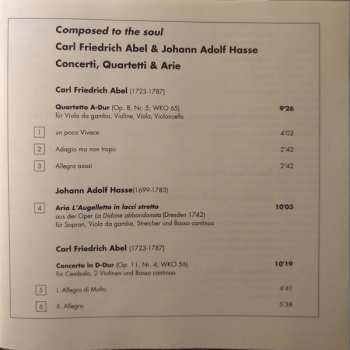 Composed to the soul
Carl Friedrich Abel & Johann Adolf Hasse
Concerti, Quartetti & Arie
Carl Friedrich Abel (1723-1787)
Quartetto A-Dur (Op. 8, Nr. 5; WKO 65) 9'26
für Viola da gamba, Violine, Viola, Violoncello
1 un poco Vivace 4'02
2 Adagio ma non tropo 2'42
3 Allegro assai 2'42
Johann Adolf Hasse (1699-1783)
4 Aria L'Augelletto in lacci stretto 10'05
aus der Oper La Didone abbandonata (Dresden 1742)
für Sopran, Viola da gamba, Streicher und Basso continuo
Carl Friedrich Abel (1723-1787)
Concerto in D-Dur (Op. 11, Nr. 4; WKO 56) 10'19
für Cembalo, 2 Violinen und Basso continuo
5 I. Allegro di Molto 4'41
6 II. Allegro 5'38